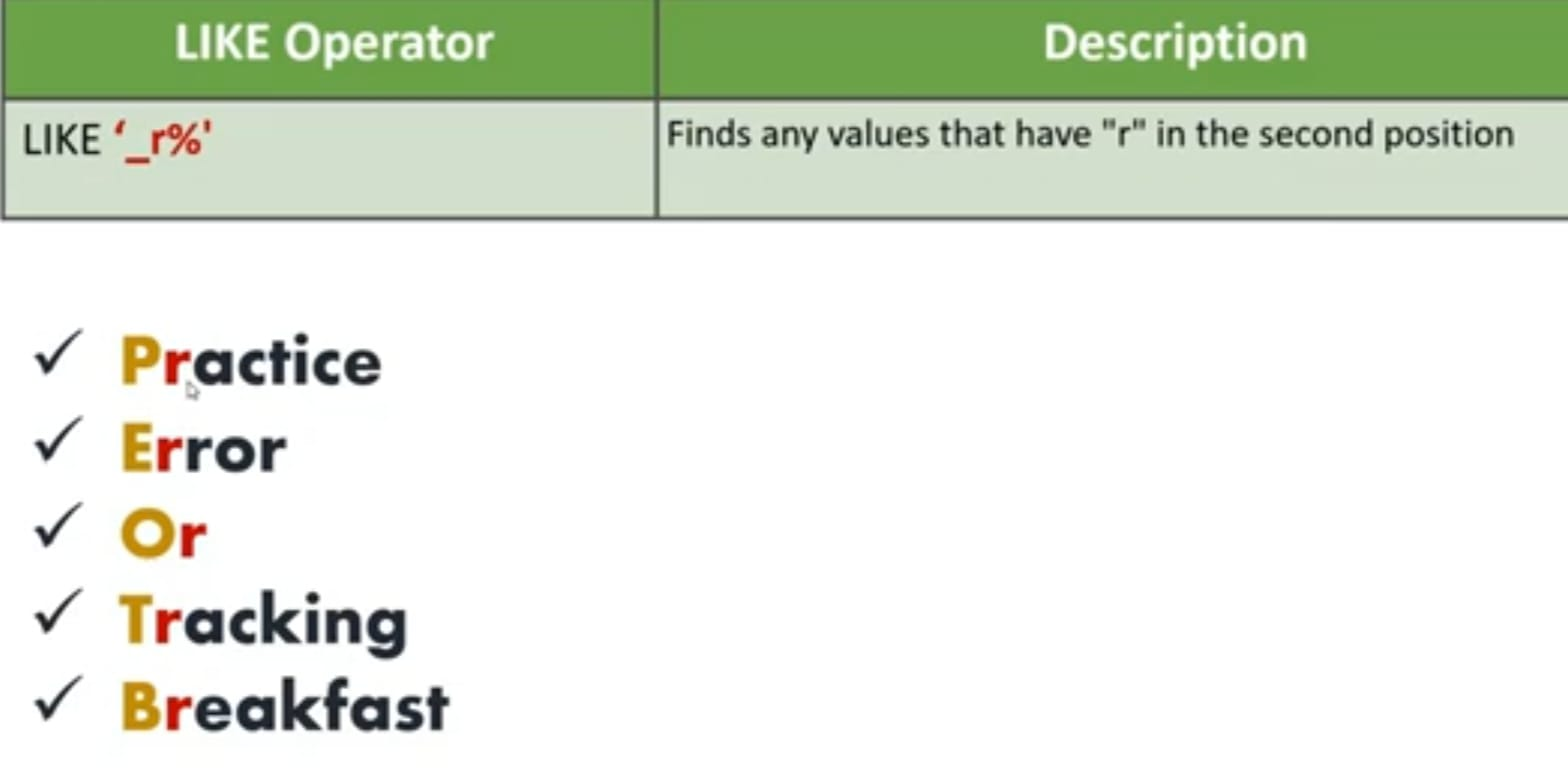 LIKE Operator Description
LIKE ‘_r%' Finds any values that have "r" in the second position
✓ Practice
✓ Error
✓ Or
✓ Tracking
✓ Breakfast